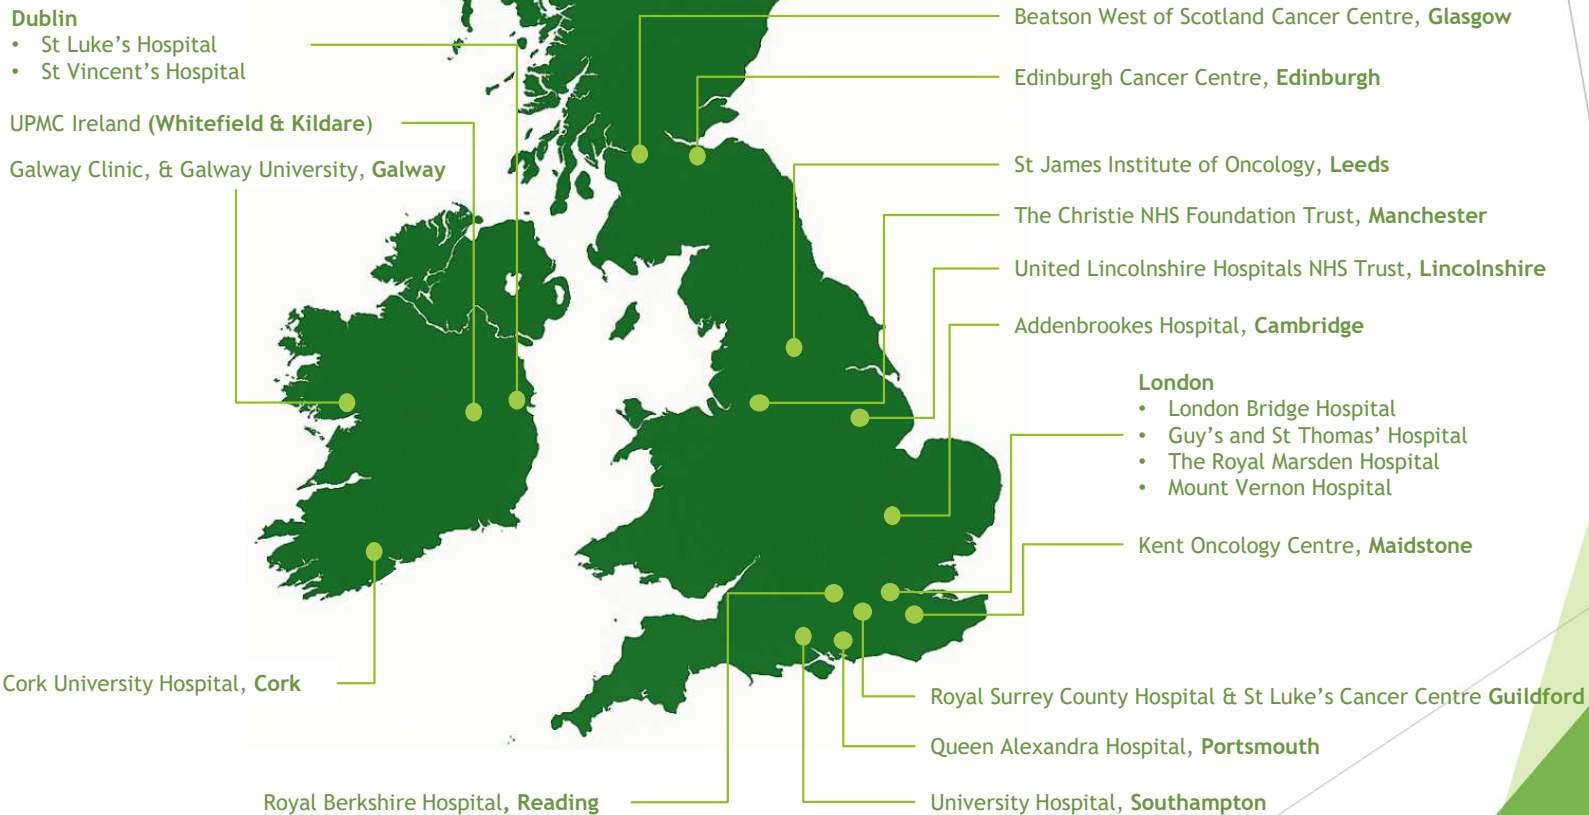 Dublin
• St Luke’s Hospital
• St Vincent’s Hospital
UPMC Ireland (Whitefield & Kildare)
Galway Clinic, & Galway University, Galway
Cork University Hospital, Cork
Royal Berkshire Hospital, Reading
Beatson West of Scotland Cancer Centre, Glasgow
Edinburgh Cancer Centre, Edinburgh
St James Institute of Oncology, Leeds
The Christie NHS Foundation Trust, Manchester
United Lincolnshire Hospitals NHS Trust, Lincolnshire
Addenbrookes Hospital, Cambridge
London
• London Bridge Hospital
• Guy’s and St Thomas’ Hospital
• The Royal Marsden Hospital
• Mount Vernon Hospital
Kent Oncology Centre, Maidstone
Royal Surrey County Hospital & St Luke’s Cancer Centre Guildford
Queen Alexandra Hospital, Portsmouth
University Hospital, Southampton